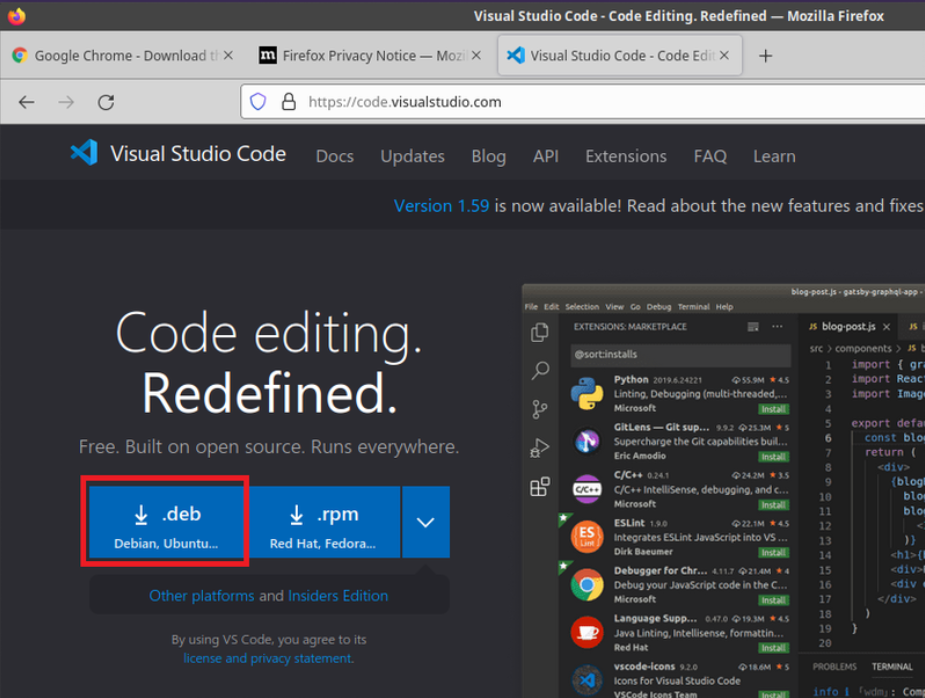 Visual Studio Code - Code Editing. Redefined — Mozilla Firefox
Google Chrome - Download th
Firefox Privacy Notice — Mozi
Visual Studio Code - Code Edit
https://code.visualstudio.com
Visual Studio Code
Docs
Updates
Blog
API
Extensions
FAQ
Learn
Version 1.59 is now available! Read about the new features and fixes
Code editing.
Redefined.
Free. Built on open source. Runs everywhere.
.deb
Debian, Ubuntu...
.rpm
Red Hat, Fedora...
Other platforms and Insiders Edition
By using VS Code, you agree to its
license and privacy statement.
blog-post.js - gatsby-graphql-app -
File Edit Selection View Go Debug Terminal Help
EXTENSIONS: MARKETPLACE
@sort:installs
Python 2019.6.24221 55.9M 4.5
Linting, Debugging (multi-threaded,...
Microsoft
Install
GitLens — Git sup... 9.9.2 25.3M 5
Supercharge the Git capabilities buil...
Eric Amodio
Install
C/C++ 0.24.1 24.2M 3.5
C/C++ IntelliSense, debugging, and c...
Microsoft
Install
ESLint 1.9.0 22.1M 4.5
Integrates ESLint JavaScript into VS ...
Dirk Baeumer
Install
Debugger for Chr... 4.11.7 21.4M 4
Debug your JavaScript code in the C...
Microsoft
Install
Language Supp... 0.47.0 19.3M 4.5
Java Linting, Intellisense, formattin...
Red Hat
Install
vscode-icons 9.2.0 18.6M 5
Icons for Visual Studio Code
VSCode Icons Team
Install
JS blog-post.js
JS
src > components > JS
1 import { gra
2 import Reac
3 import Imag
4
5 export defau
6 const blog
7 return (
8 <div>
9 {blogP
10 blog
11 blog
12 </
13 )}
14 <h1>{b
15 <div>
16 <div d
17 </div>
18 )
19 }
20
PROBLEMS
TERMINAL
info
｢wdm｣: Comp